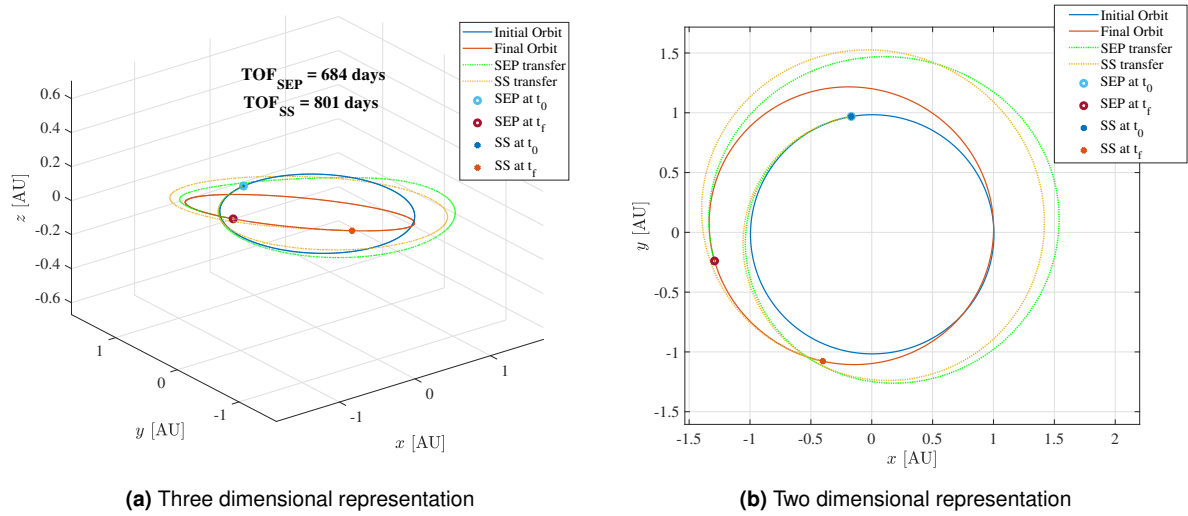 Initial Orbit
Final Orbit
SEP transfer
SS transfer
SEP at t0
SEP at tf
SS at t0
SS at tf
TOFSEP = 684 days
TOFSS = 801 days
0.6
0.4
0.2
0
-0.2
-0.4
-0.6
z [AU]
1
0
-1
y [AU]
-1
0
1
x [AU]
(a) Three dimensional representation
Initial Orbit
Final Orbit
SEP transfer
SS transfer
SEP at t0
SEP at tf
SS at t0
SS at tf
1.5
1
0.5
0
-0.5
-1
-1.5
y [AU]
-1.5
-1
-0.5
0
0.5
1
1.5
2
x [AU]
(b) Two dimensional representation